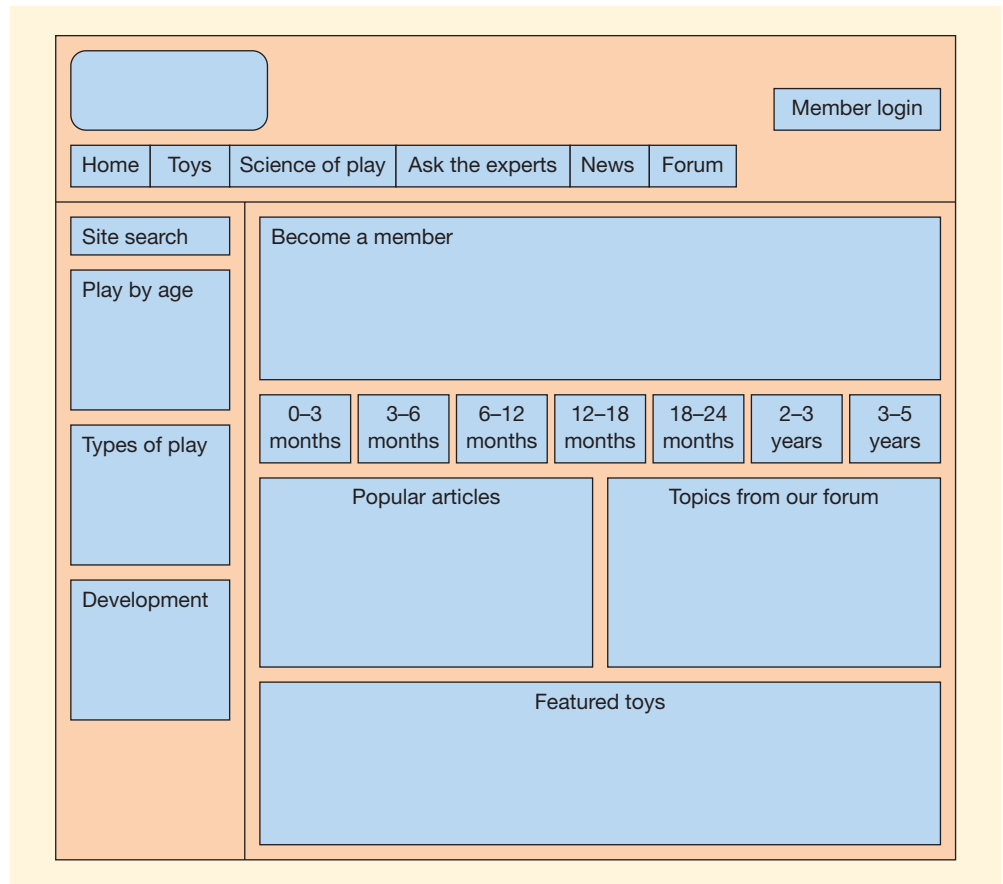 Member login
Home
Toys
Science of play
Ask the experts
News
Forum
Site search
Play by age
Types of play
Development
Become a member
0–3
months
3–6
months
6–12
months
12–18
months
18–24
months
2–3
years
3–5
years
Popular articles
Topics from our forum
Featured toys